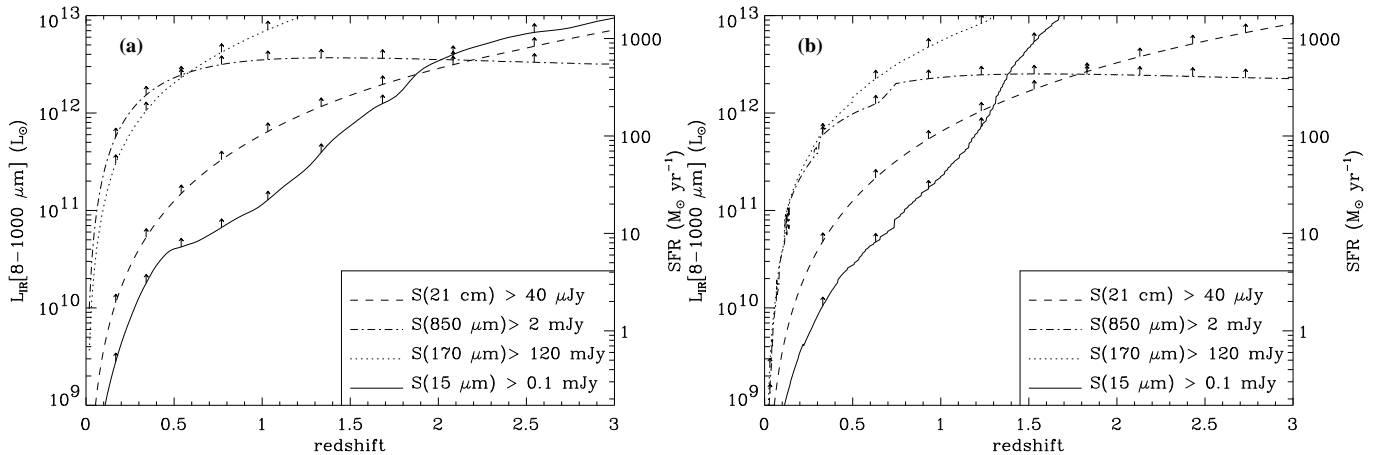 (a)
L_IR[8−1000 μm] (L⊙)
10^13
10^12
10^11
10^10
10^9
0 0.5 1 1.5 2 2.5 3
redshift
1000
100
10
1
SFR (M⊙ yr^−1)
S(21 cm) > 40 μJy
S(850 μm)> 2 mJy
S(170 μm)> 120 mJy
S(15 μm) > 0.1 mJy
(b)
L_IR[8−1000 μm] (L⊙)
10^13
10^12
10^11
10^10
10^9
0 0.5 1 1.5 2 2.5 3
redshift
1000
100
10
1
SFR (M⊙ yr^−1)
S(21 cm) > 40 μJy
S(850 μm)> 2 mJy
S(170 μm)> 120 mJy
S(15 μm) > 0.1 mJy